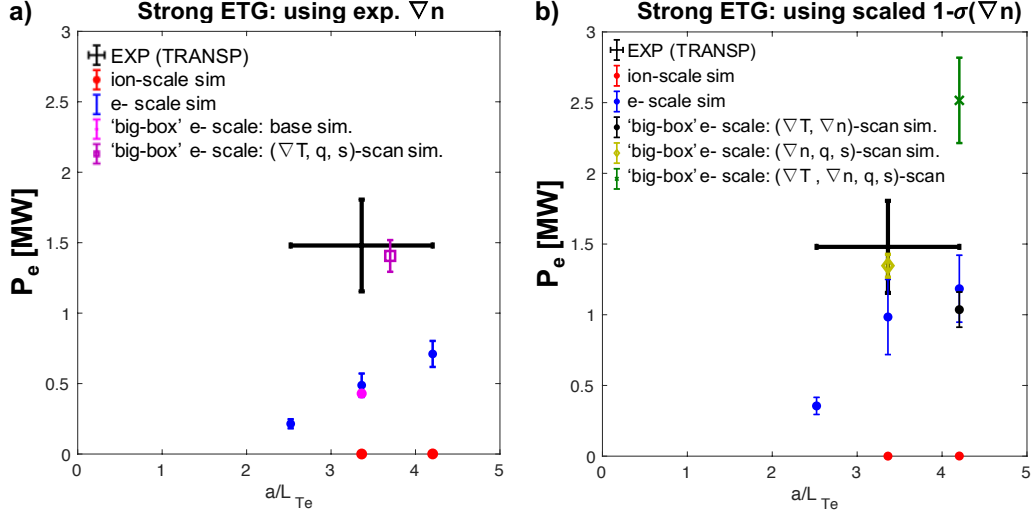 a)
Strong ETG: using exp. ∇n
3
2.5
2
1.5
1
0.5
0
P_e [MW]
EXP (TRANSP)
ion-scale sim
e- scale sim
'big-box' e- scale: base sim.
'big-box' e- scale: (∇T, q, s)-scan sim.
0 1 2 3 4 5
a/L_Te
b)
Strong ETG: using scaled 1-σ(∇n)
3
2.5
2
1.5
1
0.5
0
P_e [MW]
EXP (TRANSP)
ion-scale sim
e- scale sim
'big-box' e- scale: (∇T, ∇n)-scan sim.
'big-box' e- scale: (∇n, q, s)-scan sim.
'big-box' e- scale: (∇T , ∇n, q, s)-scan
0 1 2 3 4 5
a/L_Te